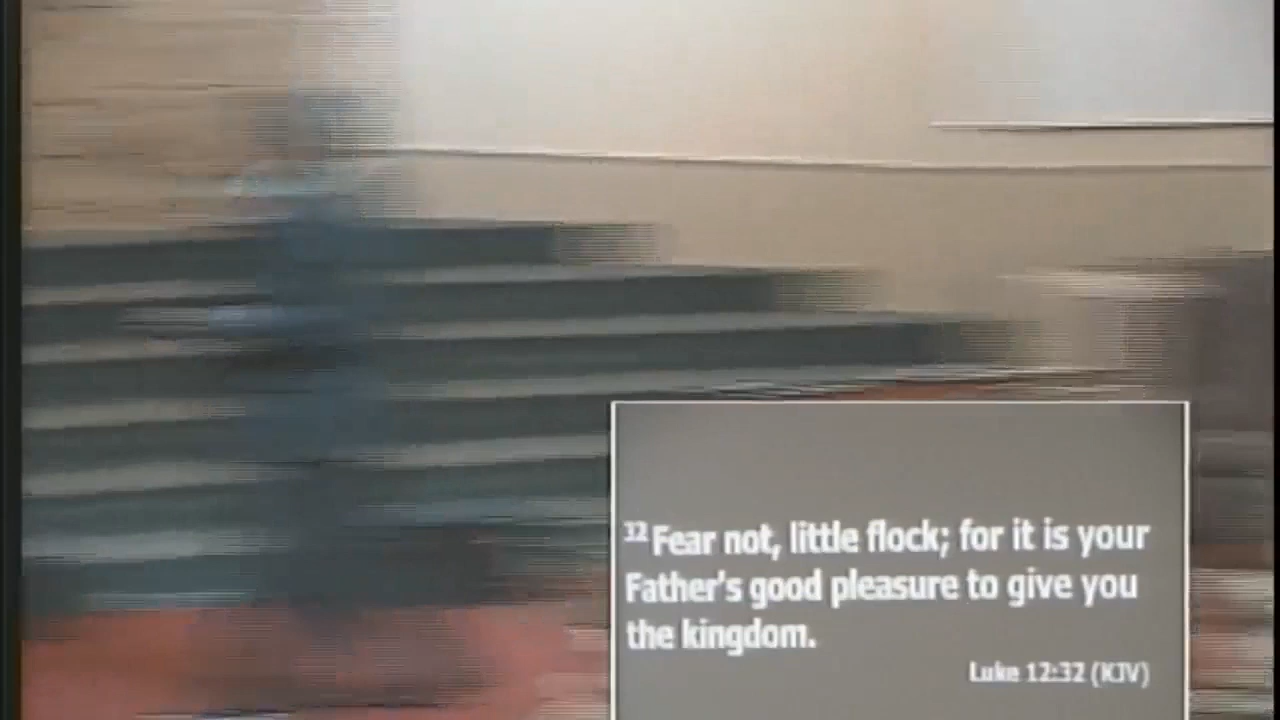 12 Fear not, little flock; for it is your
Father's good pleasure to give you
the kingdom.
Luke 12:32 (KJV)